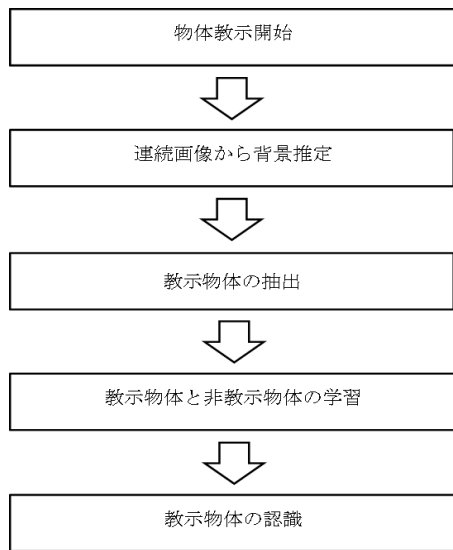 物体教示開始
連続画像から背景推定
教示物体の抽出
教示物体と非教示物体の学習
教示物体の認識